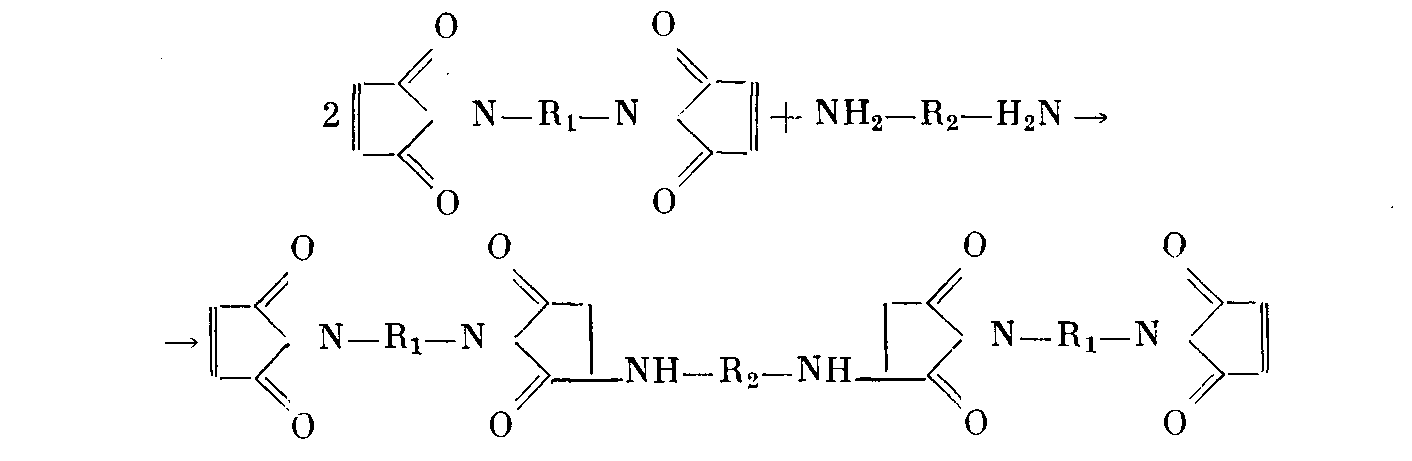 O O
2 N—R₁—N + NH₂—R₂—H₂N →
O O
O O O O
→ N—R₁—N NH—R₂—NH N—R₁—N
O O O O